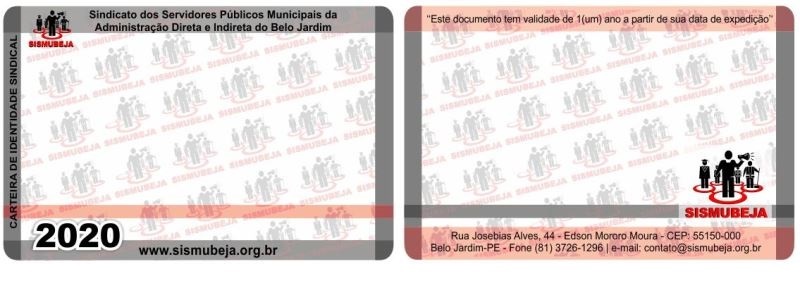 Sindicato dos Servidores Públicos Municipais da
Administração Direta e Indireta do Belo Jardim
SISMUBEJA
CARTEIRA DE IDENTIDADE SINDICAL
2020
www.sismubeja.org.br
"Este documento tem validade de 1(um) ano a partir de sua data de expedição"
SISMUBEJA
Rua Josebias Alves, 44 - Edson Mororo Moura - CEP: 55150-000
Belo Jardim-PE - Fone (81) 3726-1296 | e-mail: contato@sismubeja.org.br